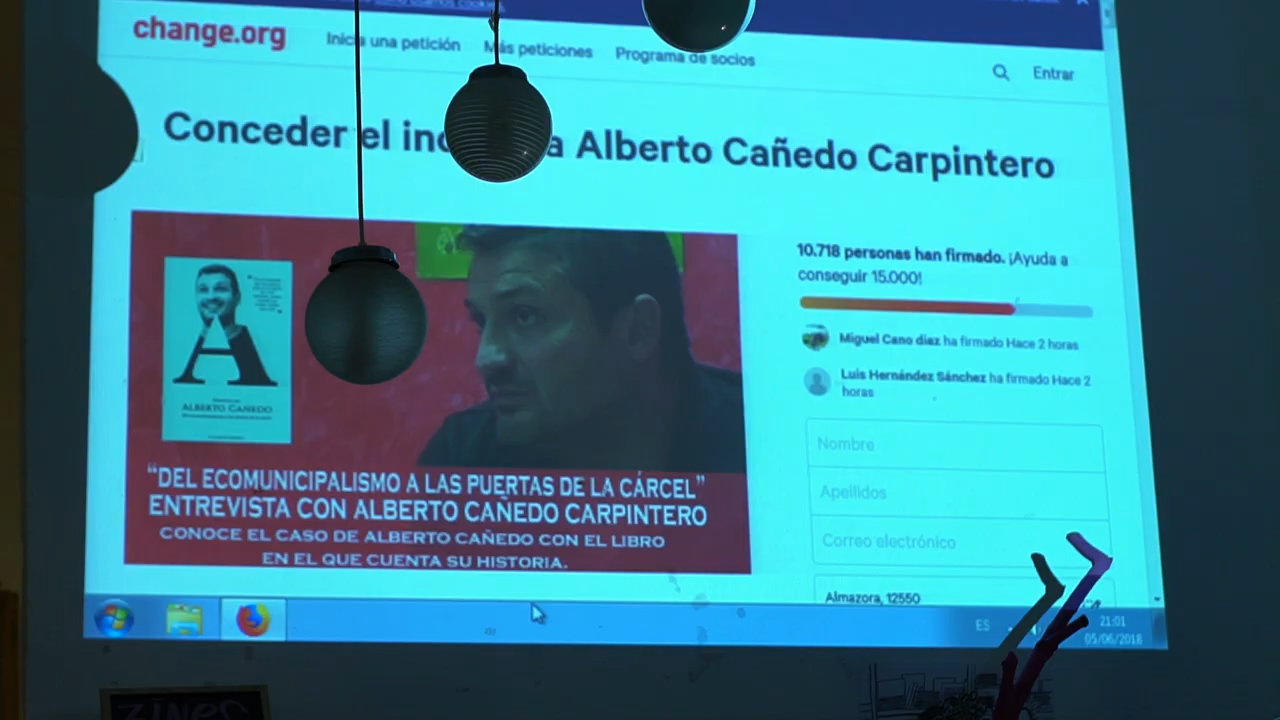 change.org
Inicia una petición Más peticiones Programa de socios
Entrar
Conceder el a Alberto Cañedo Carpintero
10.718 personas han firmado. ¡Ayuda a
conseguir 15.000!
Miguel Cano diaz ha firmado Hace 2 horas
Luis Hernández Sánchez ha firmado Hace 2
horas
Nombre
Apellidos
Correo electrónico
Almazora, 12550
A
ALBERTO CAÑEDO
“DEL ECOMUNICIPALISMO A LAS PUERTAS DE LA CÁRCEL”
ENTREVISTA CON ALBERTO CAÑEDO CARPINTERO
CONOCE EL CASO DE ALBERTO CAÑEDO CON EL LIBRO
EN EL QUE CUENTA SU HISTORIA.
ES
21:01
05/06/2018